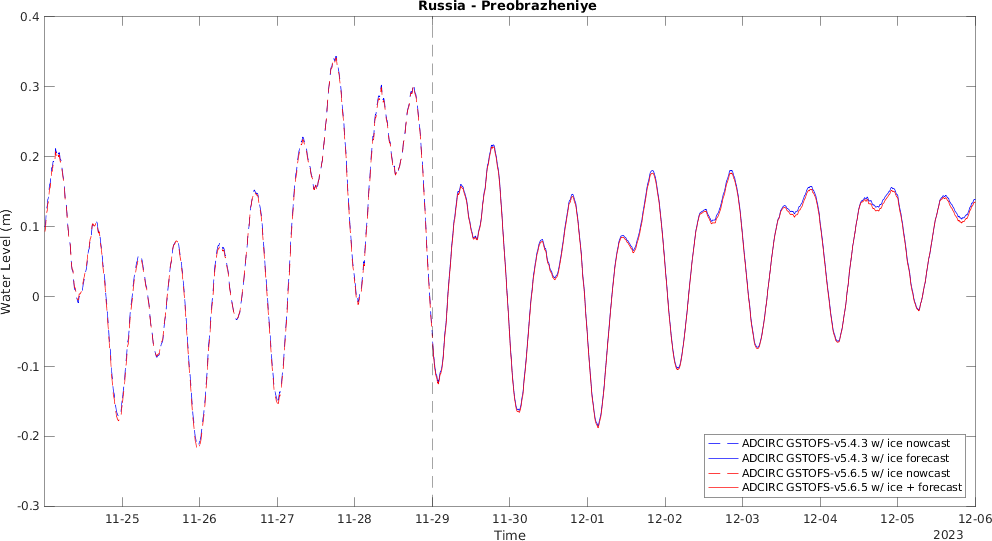 Russia - Preobrazheniye
0.4
0.3
0.2
0.1
0
-0.1
-0.2
-0.3
Water Level (m)
ADCIRC GSTOFS-v5.4.3 w/ ice nowcast
ADCIRC GSTOFS-v5.4.3 w/ ice forecast
ADCIRC GSTOFS-v5.6.5 w/ ice nowcast
ADCIRC GSTOFS-v5.6.5 w/ ice + forecast
11-25 11-26 11-27 11-28 11-29 11-30 12-01 12-02 12-03 12-04 12-05 12-06
Time
2023